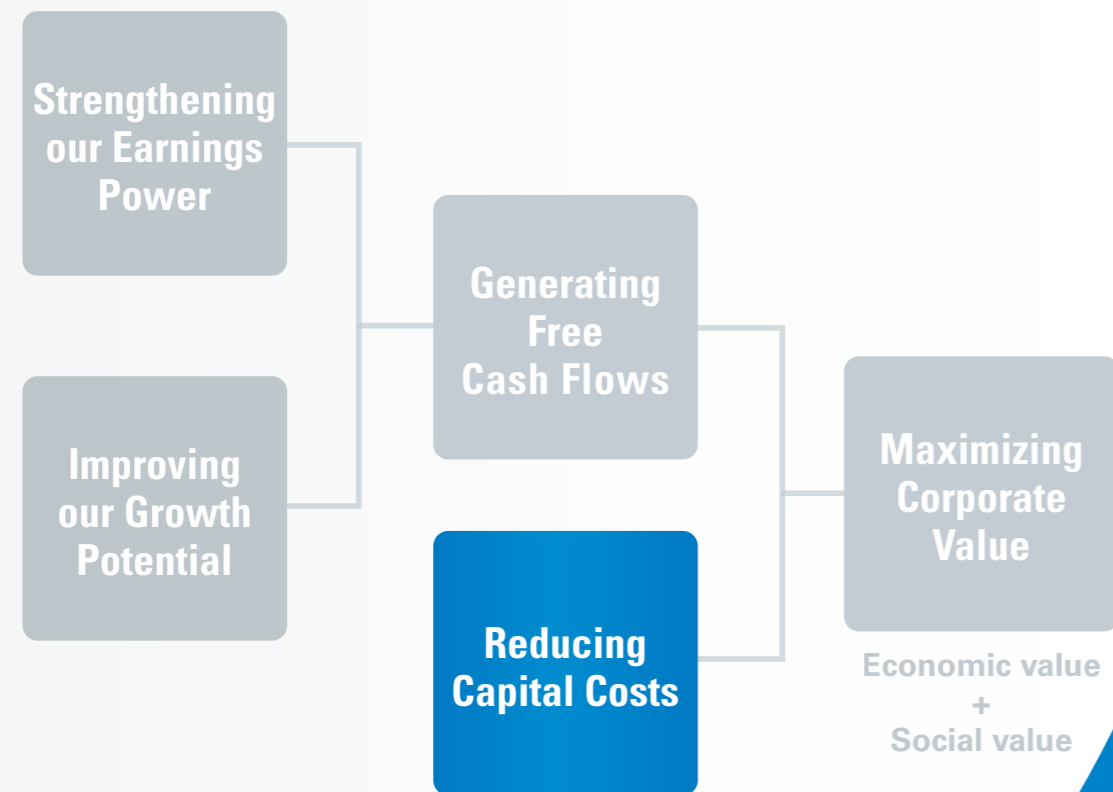 Strengthening
our Earnings
Power
Improving
our Growth
Potential
Generating
Free
Cash Flows
Reducing
Capital Costs
Maximizing
Corporate
Value
Economic value
+
Social value